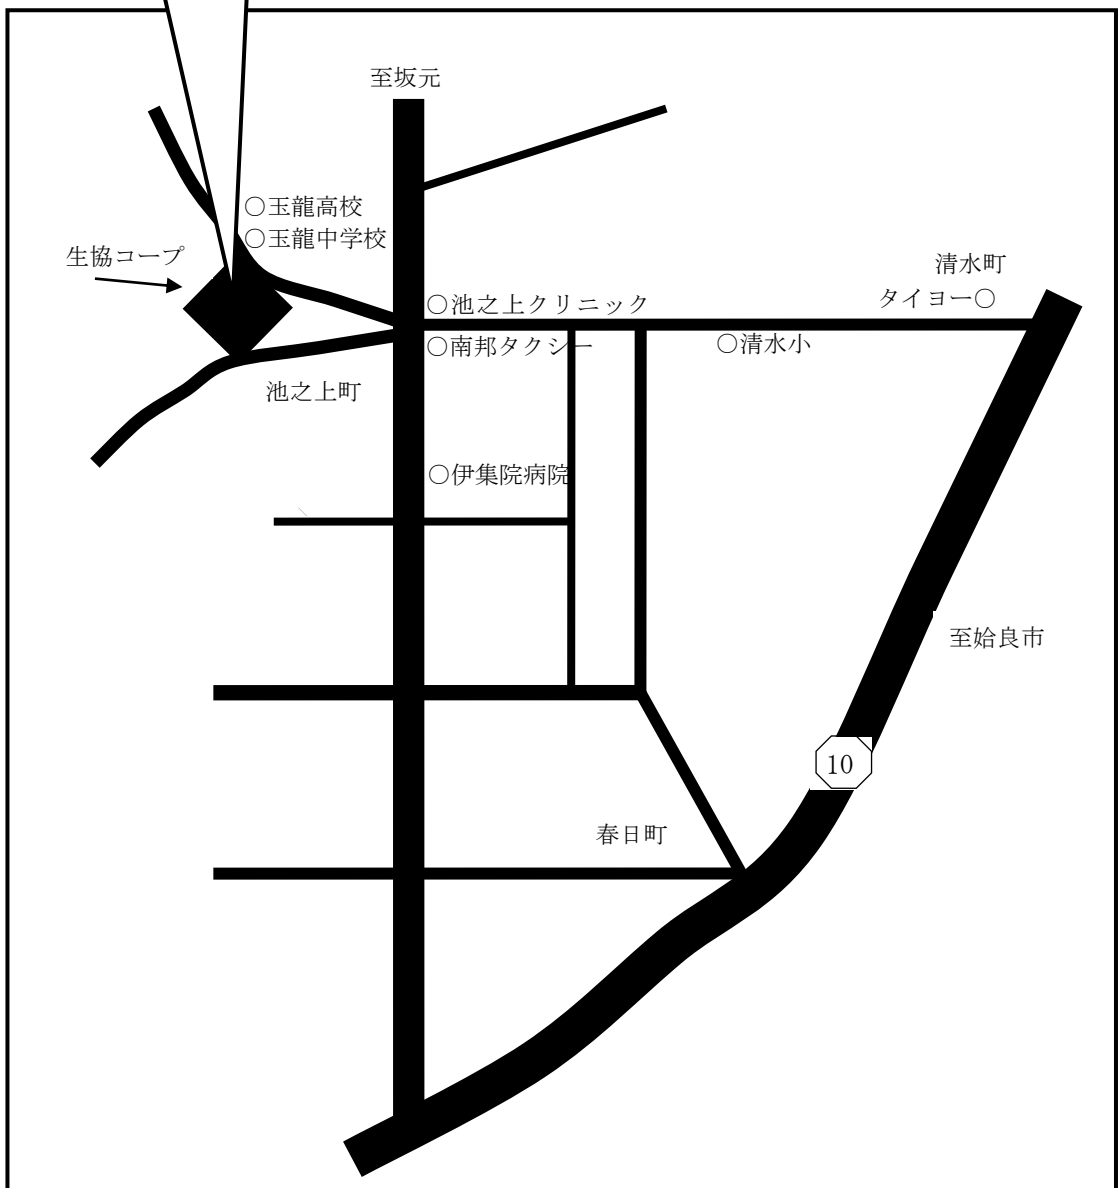 至坂元
○玉龍高校
○玉龍中学校
生協コープ
清水町
タイヨー○
○池之上クリニック
○南邦タクシー
○清水小
池之上町
○伊集院病院
至姶良市
10
春日町